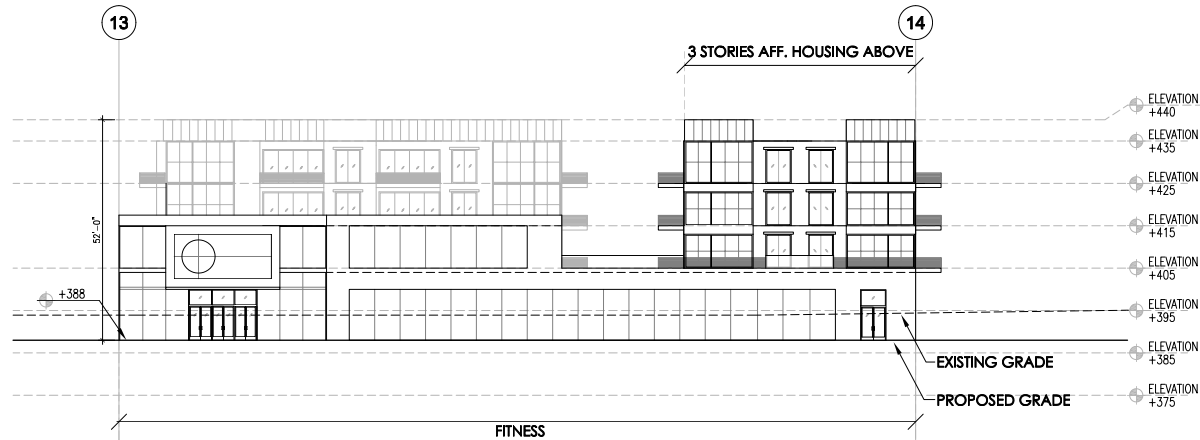 13
14
3 STORIES AFF. HOUSING ABOVE
ELEVATION
+440
ELEVATION
+435
ELEVATION
+425
52'-0"
ELEVATION
+415
ELEVATION
+405
+388
ELEVATION
+395
ELEVATION
+385
EXISTING GRADE
ELEVATION
+375
PROPOSED GRADE
FITNESS